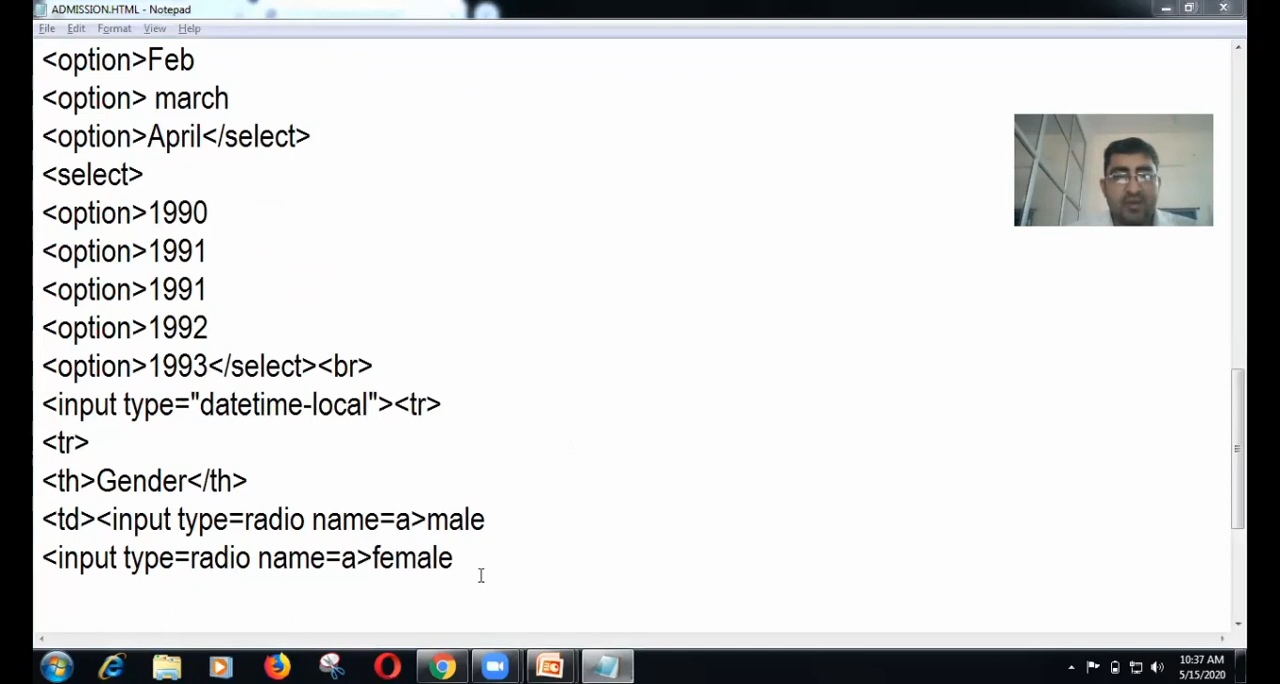 ADMISSION.HTML - Notepad
File Edit Format View Help
<option>Feb
<option> march
<option>April</select>
<select>
<option>1990
<option>1991
<option>1991
<option>1992
<option>1993</select><br>
<input type="datetime-local"><tr>
<tr>
<th>Gender</th>
<td><input type=radio name=a>male
<input type=radio name=a>female
10:37 AM
5/15/2020